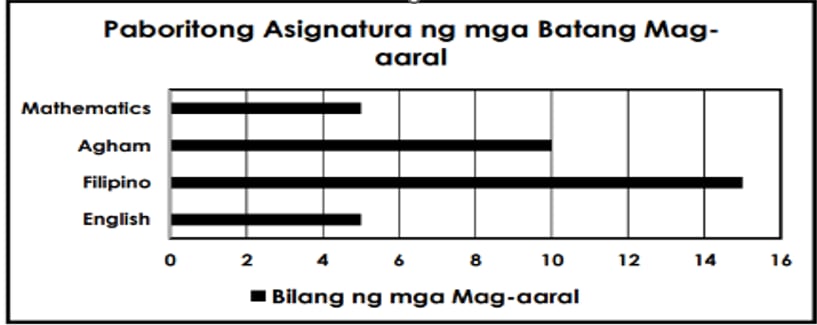 Paboritong Asignatura ng mga Batang Mag-
aaral
Mathematics
Agham
Filipino
English
0 2 4 6 8 10 12 14 16
Bilang ng mga Mag-aaral